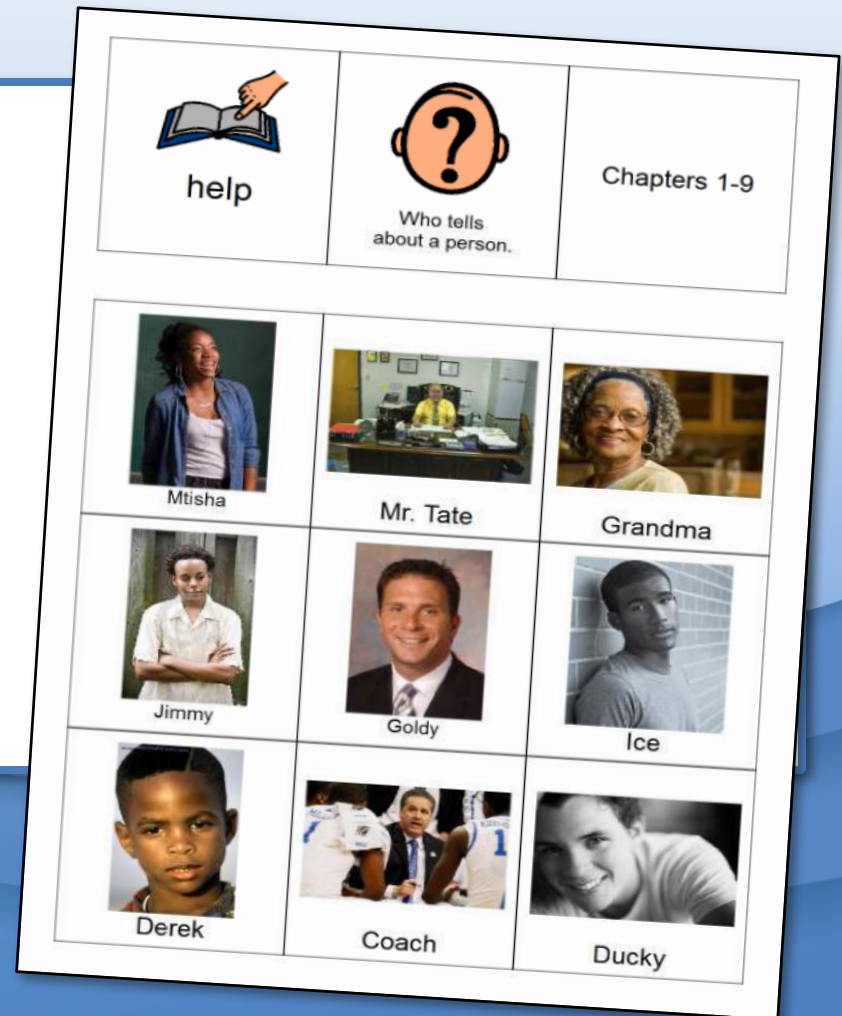 help
Who tells
about a person.
Chapters 1-9
Mtisha
Mr. Tate
Grandma
Jimmy
Goldy
Ice
Derek
Coach
Ducky